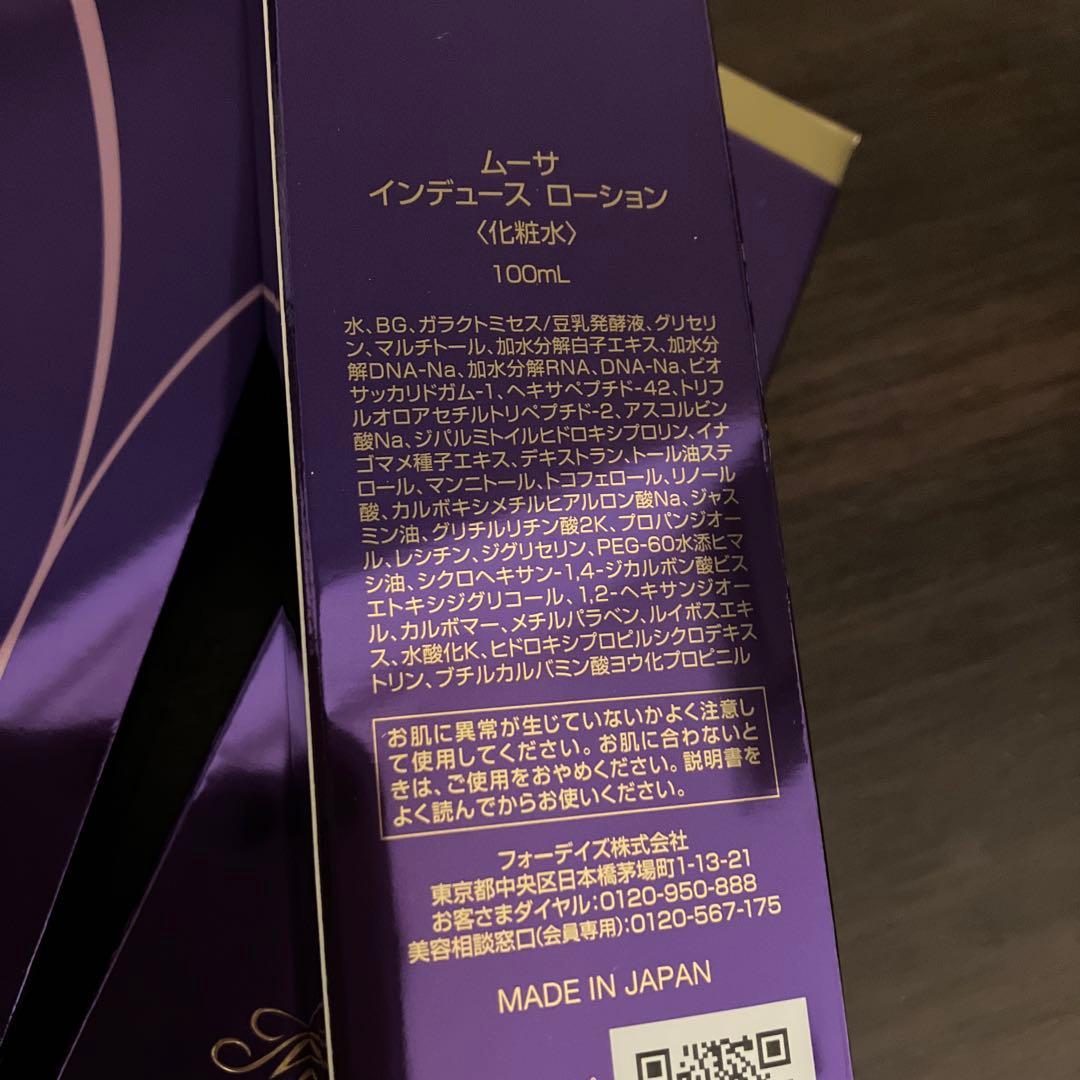 ムーサ
インデュース ローション
〈化粧水〉
100mL
水、BG、ガラクトミセス/豆乳発酵液、グリセリ
ン、マルチトール、加水分解白子エキス、加水分
解DNA-Na、加水分解RNA、DNA-Na、ビオ
サッカリドガム-1、ヘキサペプチド-42、トリフ
ルオロアセチルトリペプチド-2、アスコルビン
酸Na、ジパルミトイルヒドロキシプロリン、イナ
ゴマメ種子エキス、デキストラン、トール油ステ
ロール、マンニトール、トコフェロール、リノール
酸、カルボキシメチルヒアルロン酸Na、ジャス
ミン油、グリチルリチン酸2K、プロパンジオー
ル、レシチン、ジグリセリン、PEG-60水添ヒマ
シ油、シクロヘキサン-1,4-ジカルボン酸ビス
エトキシジグリコール、1,2-ヘキサンジオー
ル、カルボマー、メチルパラベン、ルイボスエキ
ス、水酸化K、ヒドロキシプロピルシクロデキス
トリン、ブチルカルバミン酸ヨウ化プロピニル
お肌に異常が生じていないかよく注意し
て使用してください。お肌に合わないと
きは、ご使用をおやめください。説明書を
よく読んでからお使いください。
フォーデイズ株式会社
東京都中央区日本橋茅場町1-13-21
お客さまダイヤル:0120-950-888
美容相談窓口(会員専用):0120-567-175
MADE IN JAPAN